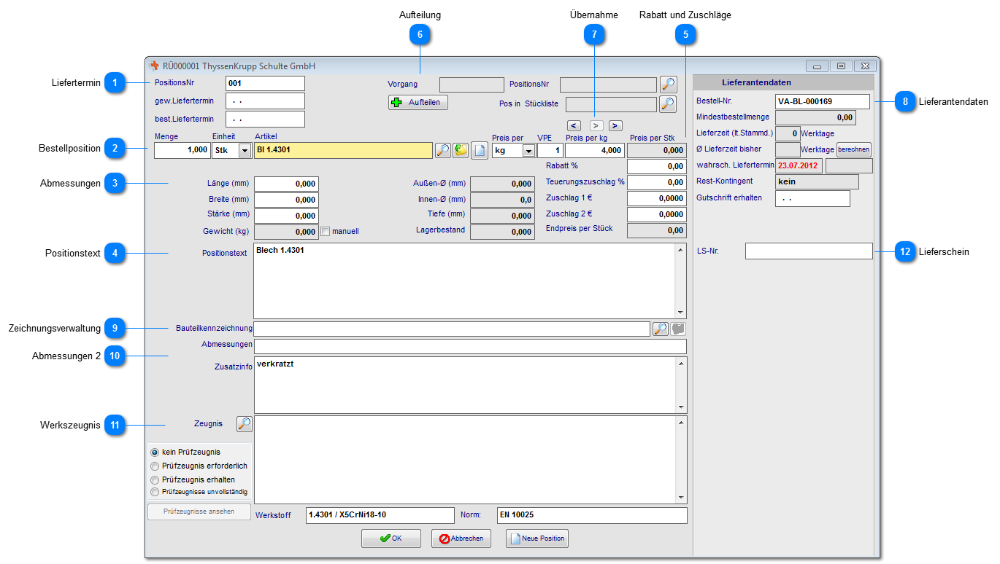 Aufteilung Übernahme Rabatt und Zuschläge
6 7 5
RÜ000001 ThyssenKrupp Schulte GmbH
Liefertermin 1 PositionsNr 001 Vorgang PositionsNr Lieferantendaten
gew.Liefertermin . . Aufteilen Pos in Stückliste Bestell-Nr. VA-BL-000169 8 Lieferantendaten
best.Liefertermin . . Mindestbestellmenge 0,00
< > > Lieferzeit (lt.Stammd.) 0 Werktage
Menge Einheit Artikel Preis per VPE Preis per kg Preis per Stk
Bestellposition 2 1,000 Stk Bl 1.4301 kg 1 4,000 0,000 Ø Lieferzeit bisher Werktage berechnen
Rabatt % 0,00 wahrsch. Liefertermin 23.07.2012
Abmessungen 3 Länge (mm) 0,000 Außen-Ø (mm) 0,000 Teuerungszuschlag % 0,00 Rest-Kontingent kein
Breite (mm) 0,000 Innen-Ø (mm) 0,0 Zuschlag 1 € 0,0000 Gutschrift erhalten . .
Stärke (mm) 0,000 Tiefe (mm) 0,000 Zuschlag 2 € 0,0000
Gewicht (kg) 0,000 manuell Lagerbestand 0,000 Endpreis per Stück 0,00
Positionstext 4 Positionstext Blech 1.4301 LS-Nr. 12 Lieferschein
Zeichnungsverwaltung 9 Bauteilkennzeichnung
Abmessungen
Abmessungen 2 10
Zusatzinfo verkratzt
Werkszeugnis 11 Zeugnis
kein Prüfzeugnis
Prüfzeugnis erforderlich
Prüfzeugnis erhalten
Prüfzeugnisse unvollständig
Prüfzeugnisse ansehen Werkstoff 1.4301 / X5CrNi18-10 Norm: EN 10025
OK Abbrechen Neue Position